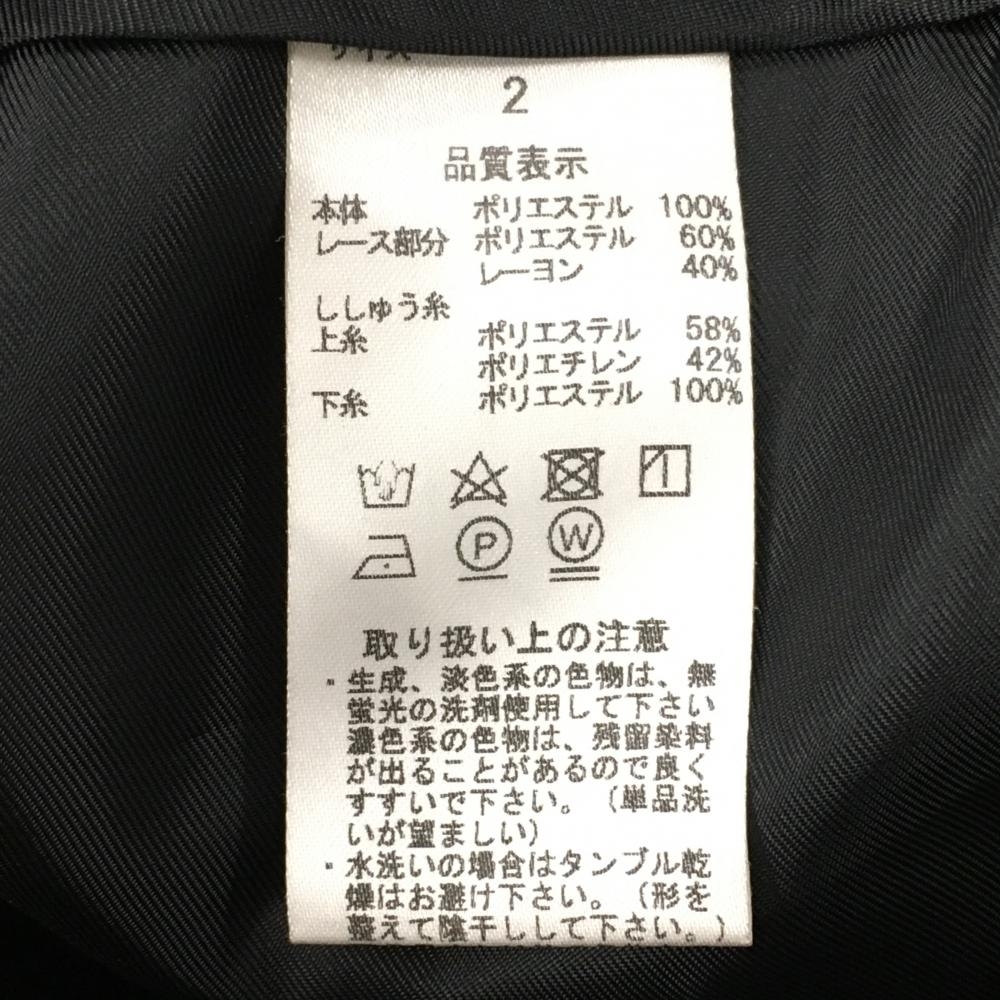 サイズ
2
品質表示
本体 ポリエステル 100%
レース部分 ポリエステル 60%
レーヨン 40%
ししゅう糸
上糸 ポリエステル 58%
ポリエチレン 42%
下糸 ポリエステル 100%
P W
取り扱い上の注意
・生成、淡色系の色物は、無
蛍光の洗剤使用して下さい
濃色系の色物は、残留染料
が出ることがあるので良く
すすいで下さい。(単品洗
いが望ましい)
・水洗いの場合はタンブル乾
燥はお避け下さい。(形を
整えて陰干しして下さい。)